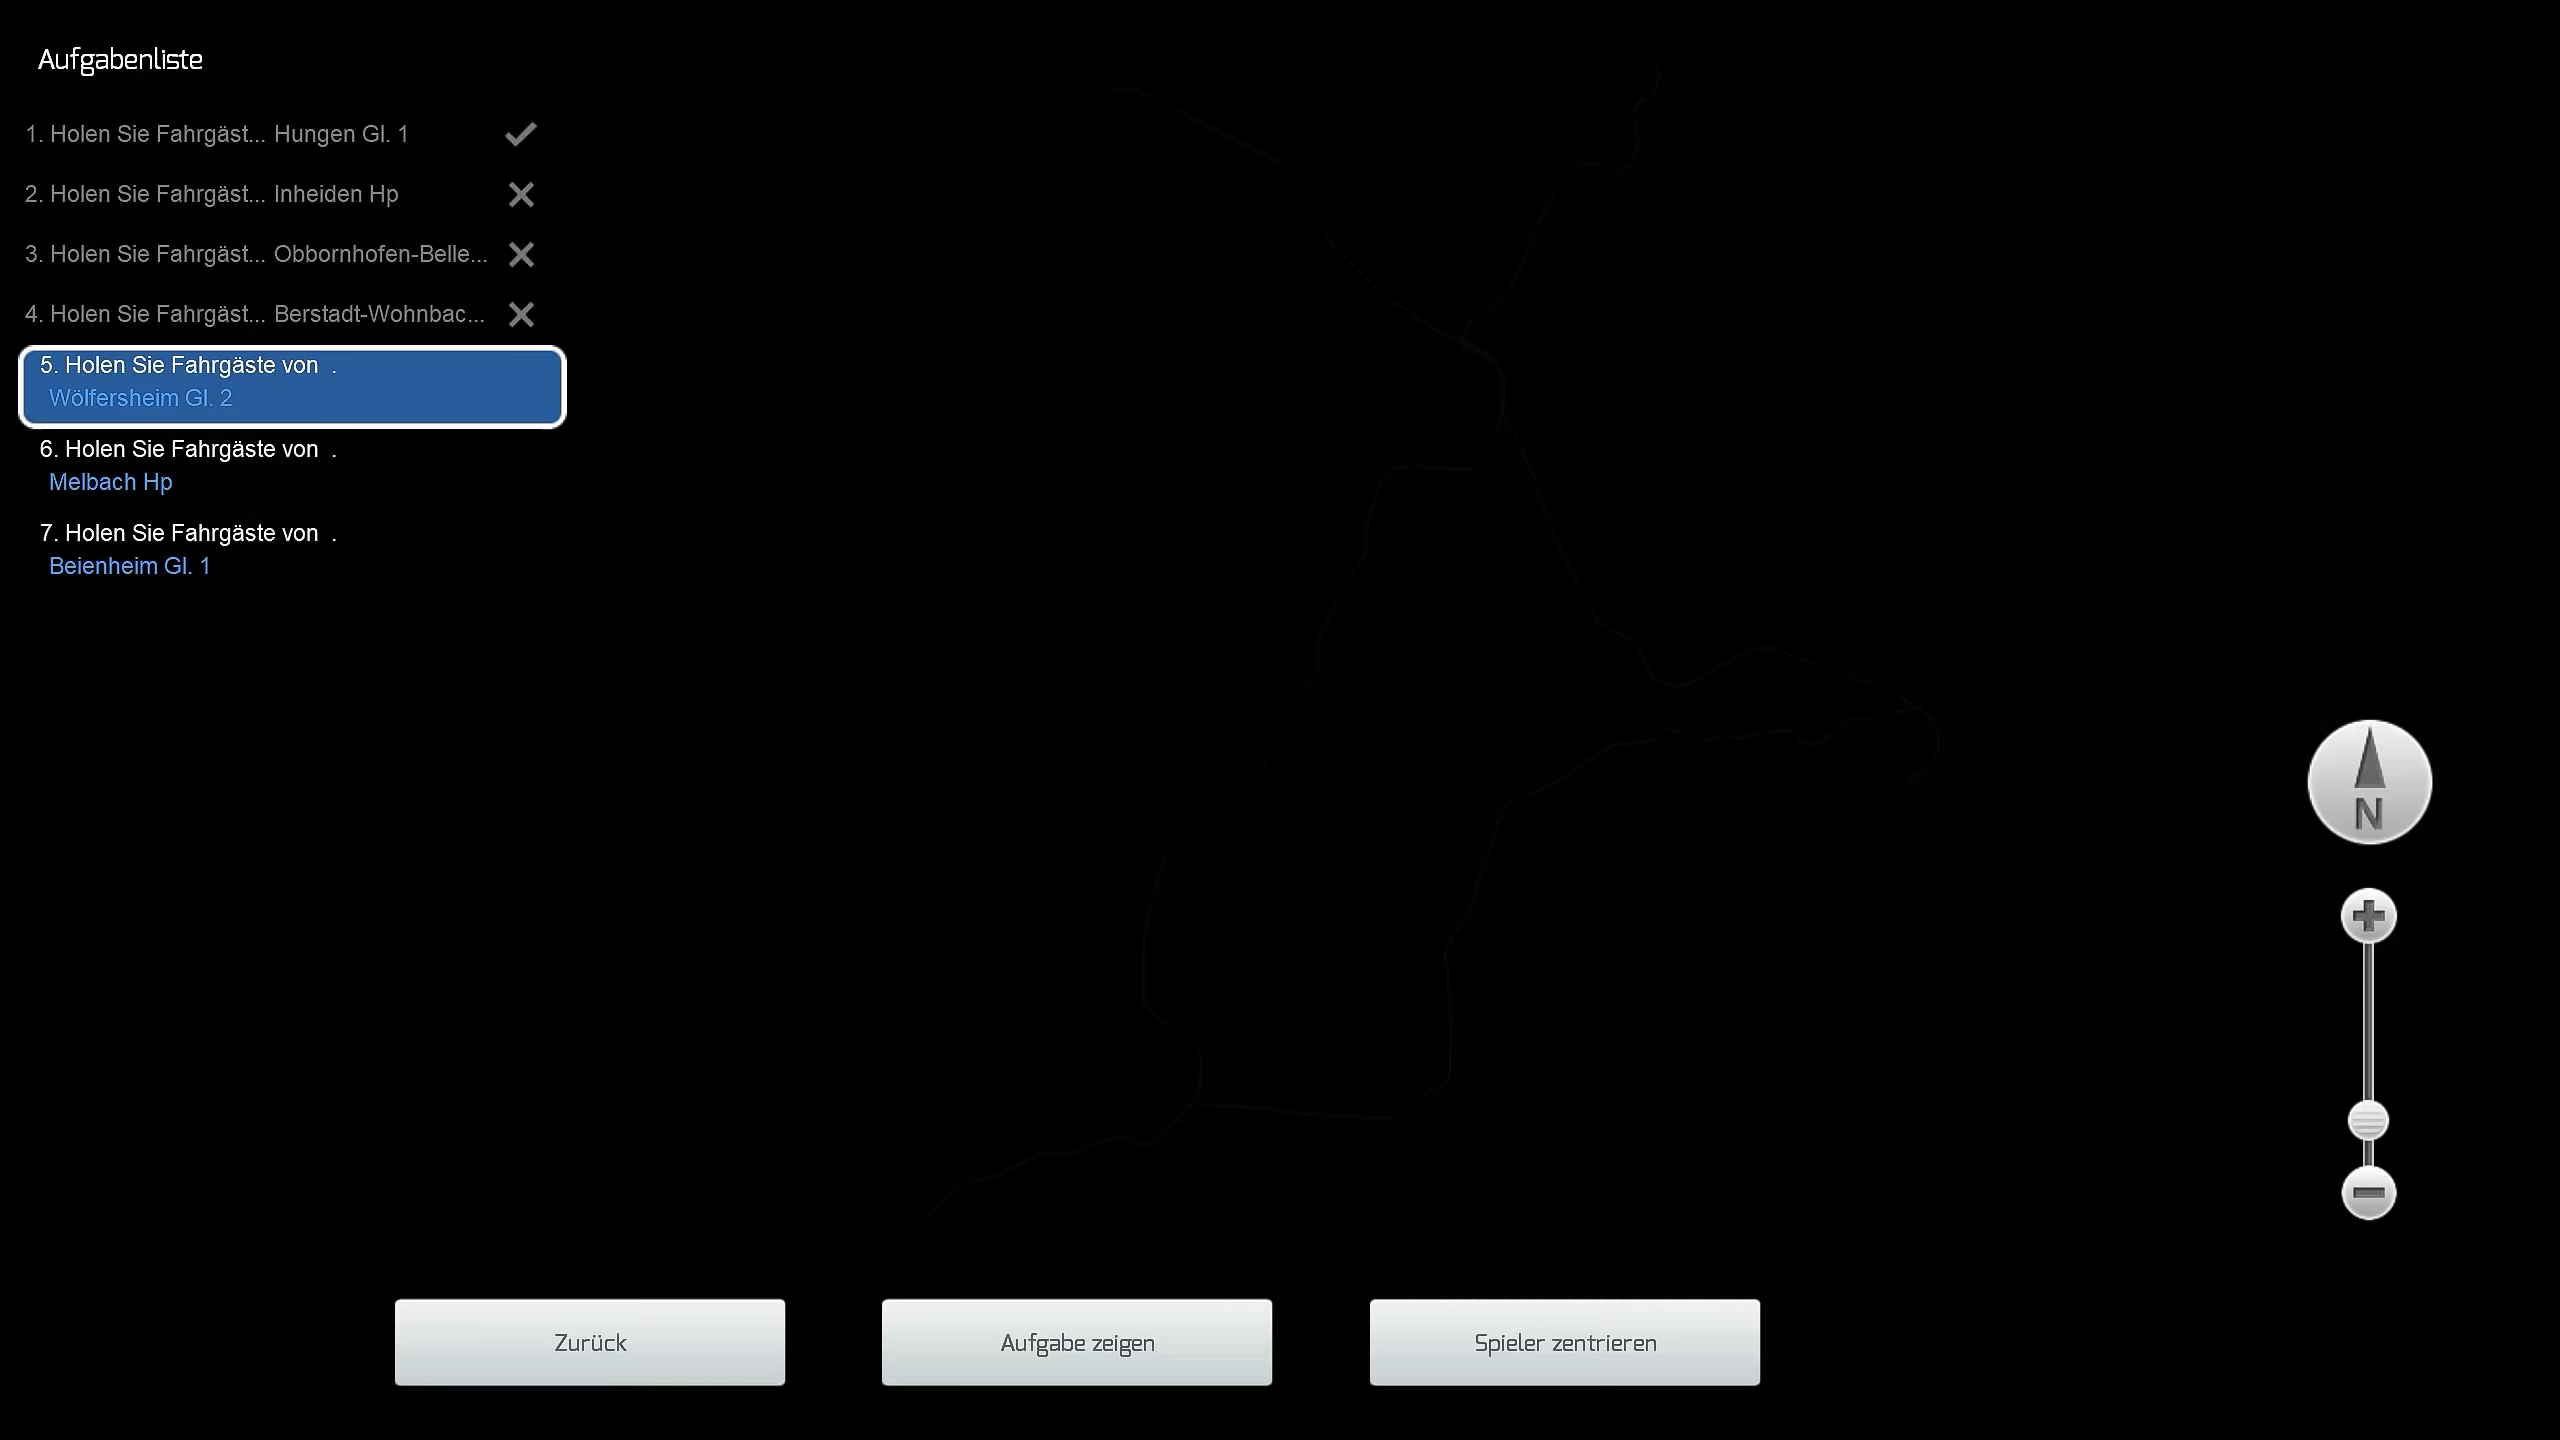 Aufgabenliste
1. Holen Sie Fahrgäst... Hungen Gl. 1
2. Holen Sie Fahrgäst... Inheiden Hp
3. Holen Sie Fahrgäst... Obbornhofen-Belle...
4. Holen Sie Fahrgäst... Berstadt-Wohnbac...
5. Holen Sie Fahrgäste von  .
Wölfersheim Gl. 2
6. Holen Sie Fahrgäste von  .
Melbach Hp
7. Holen Sie Fahrgäste von  .
Beienheim Gl. 1
N
Zurück
Aufgabe zeigen
Spieler zentrieren